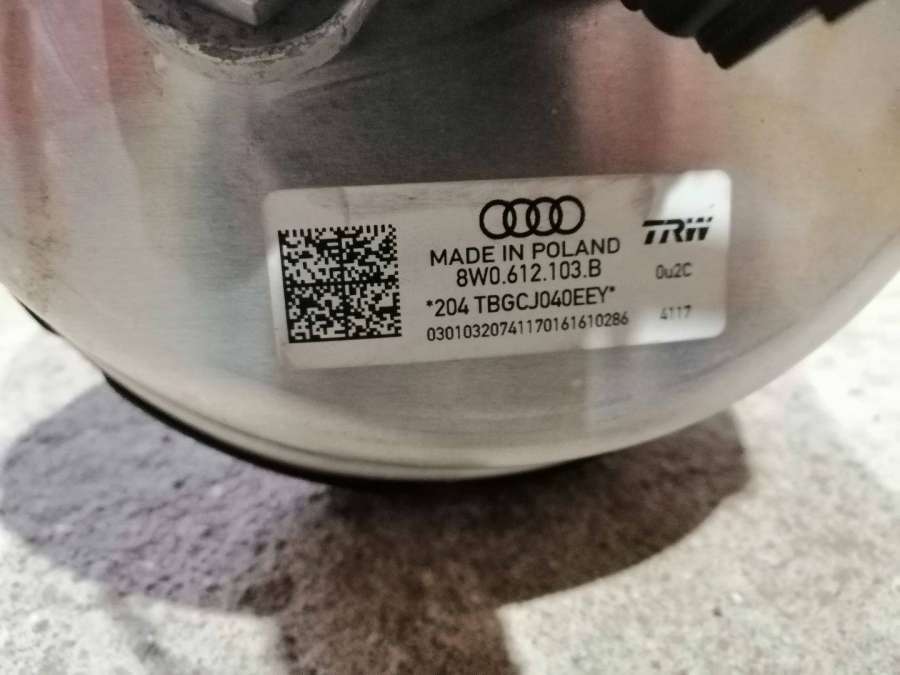 MADE IN POLAND
8W0.612.103.B
*204 TBGCJ040EEY*
03010320741170161610286
TRW
0u2C
4117